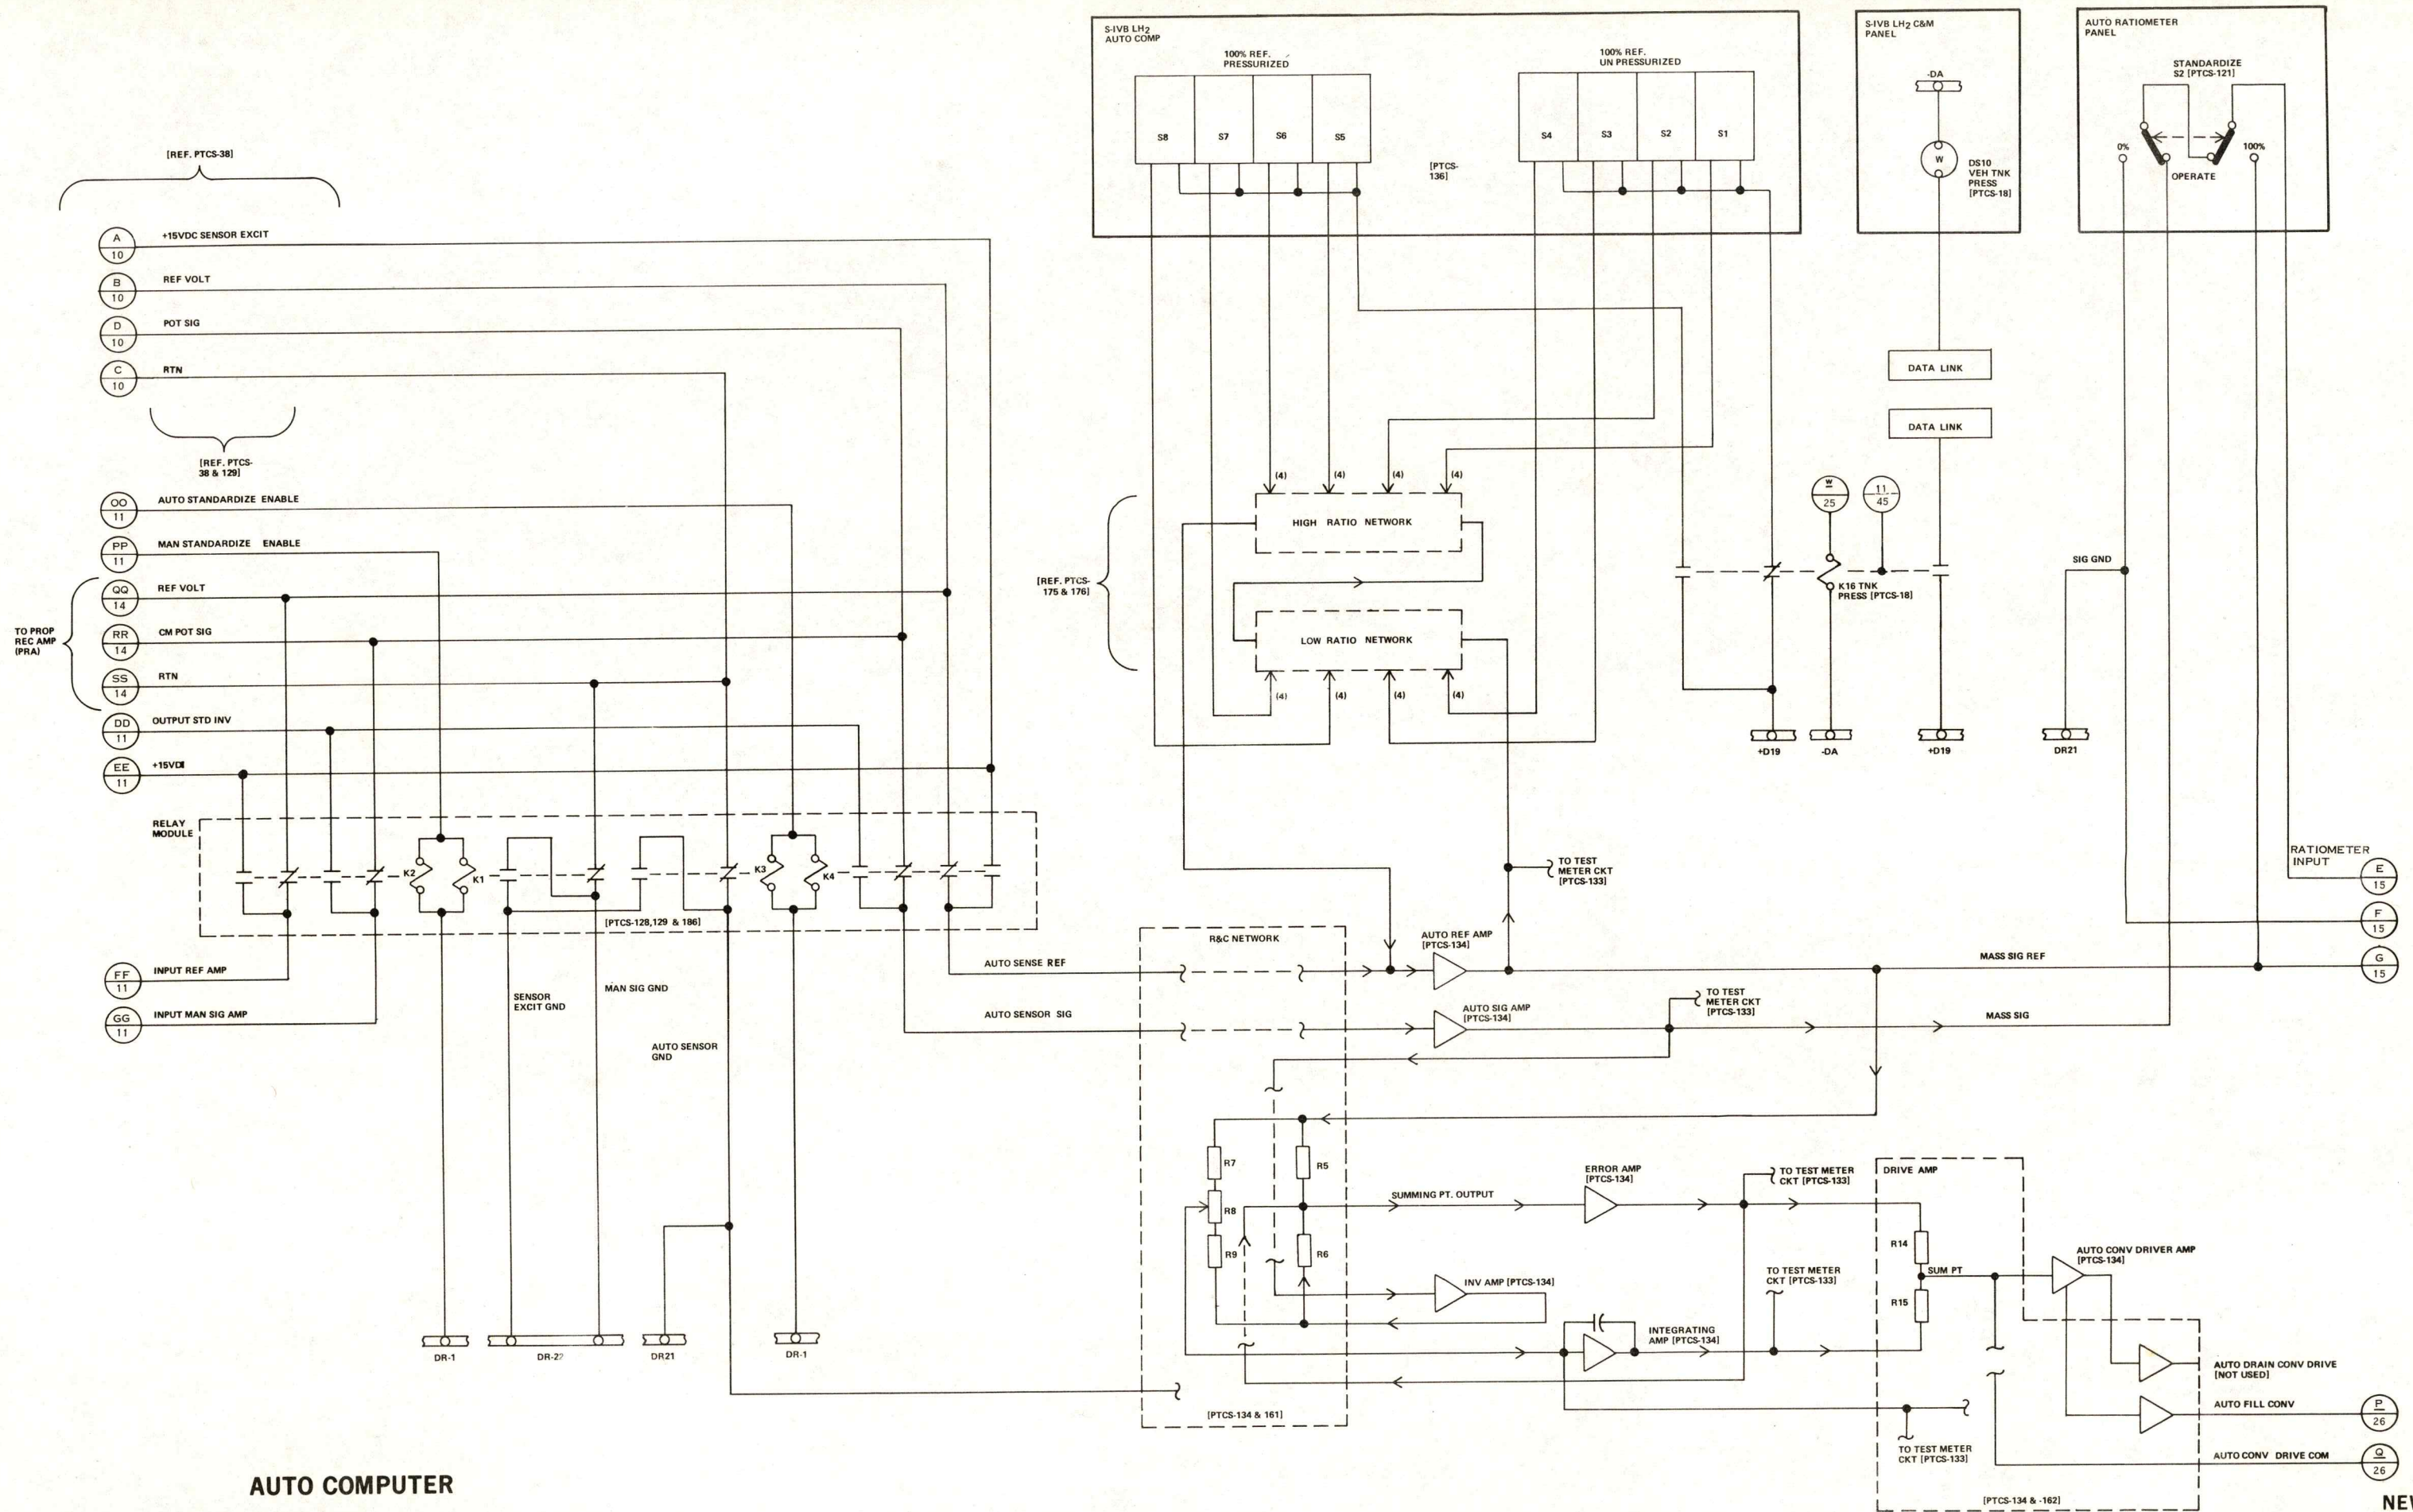 S-IVB LH2
AUTO COMP
100% REF.
PRESSURIZED
S8
S7
S6
S5
[PTCS-
136]
100% REF.
UN PRESSURIZED
S4
S3
S2
S1
S-IVB LH2 C&M
PANEL
-DA
W
DS10
VEH TNK
PRESS
[PTCS-18]
AUTO RATIOMETER
PANEL
STANDARDIZE
S2 [PTCS-121]
0%
100%
OPERATE
[REF. PTCS-38]
A
10
+15VDC SENSOR EXCIT
B
10
REF VOLT
D
10
POT SIG
C
10
RTN
[REF. PTCS-
38 & 129]
OO
11
AUTO STANDARDIZE ENABLE
PP
11
MAN STANDARDIZE ENABLE
TO PROP
REC AMP
(PRA)
QQ
14
REF VOLT
RR
14
CM POT SIG
SS
14
RTN
DD
11
OUTPUT STD INV
EE
11
+15VD
RELAY
MODULE
K2
K1
K3
K4
[PTCS-128,129 & 186]
FF
11
INPUT REF AMP
GG
11
INPUT MAN SIG AMP
SENSOR
EXCIT GND
MAN SIG GND
AUTO SENSOR
GND
DR-1
DR-22
DR21
DR-1
DATA LINK
DATA LINK
(4)
(4)
(4)
(4)
HIGH RATIO NETWORK
[REF. PTCS-
175 & 176]
LOW RATIO NETWORK
(4)
(4)
(4)
(4)
W
25
11
45
K16 TNK
PRESS [PTCS-18]
+D19
-DA
+D19
SIG GND
DR21
TO TEST
METER CKT
[PTCS-133]
RATIOMETER
INPUT
E
15
F
15
G
15
AUTO SENSE REF
AUTO SENSOR SIG
R&C NETWORK
AUTO REF AMP
[PTCS-134]
MASS SIG REF
AUTO SIG AMP
[PTCS-134]
TO TEST
METER CKT
[PTCS-133]
MASS SIG
R7
R5
R8
R9
R6
SUMMING PT. OUTPUT
ERROR AMP
[PTCS-134]
TO TEST METER
CKT [PTCS-133]
INV AMP [PTCS-134]
TO TEST METER
CKT [PTCS-133]
INTEGRATING
AMP [PTCS-134]
[PTCS-134 & 161]
DRIVE AMP
R14
SUM PT
R15
AUTO CONV DRIVER AMP
[PTCS-134]
AUTO DRAIN CONV DRIVE
[NOT USED]
AUTO FILL CONV
P
26
AUTO CONV DRIVE COM
Q
26
TO TEST METER
CKT [PTCS-133]
[PTCS-134 & -162]
AUTO COMPUTER